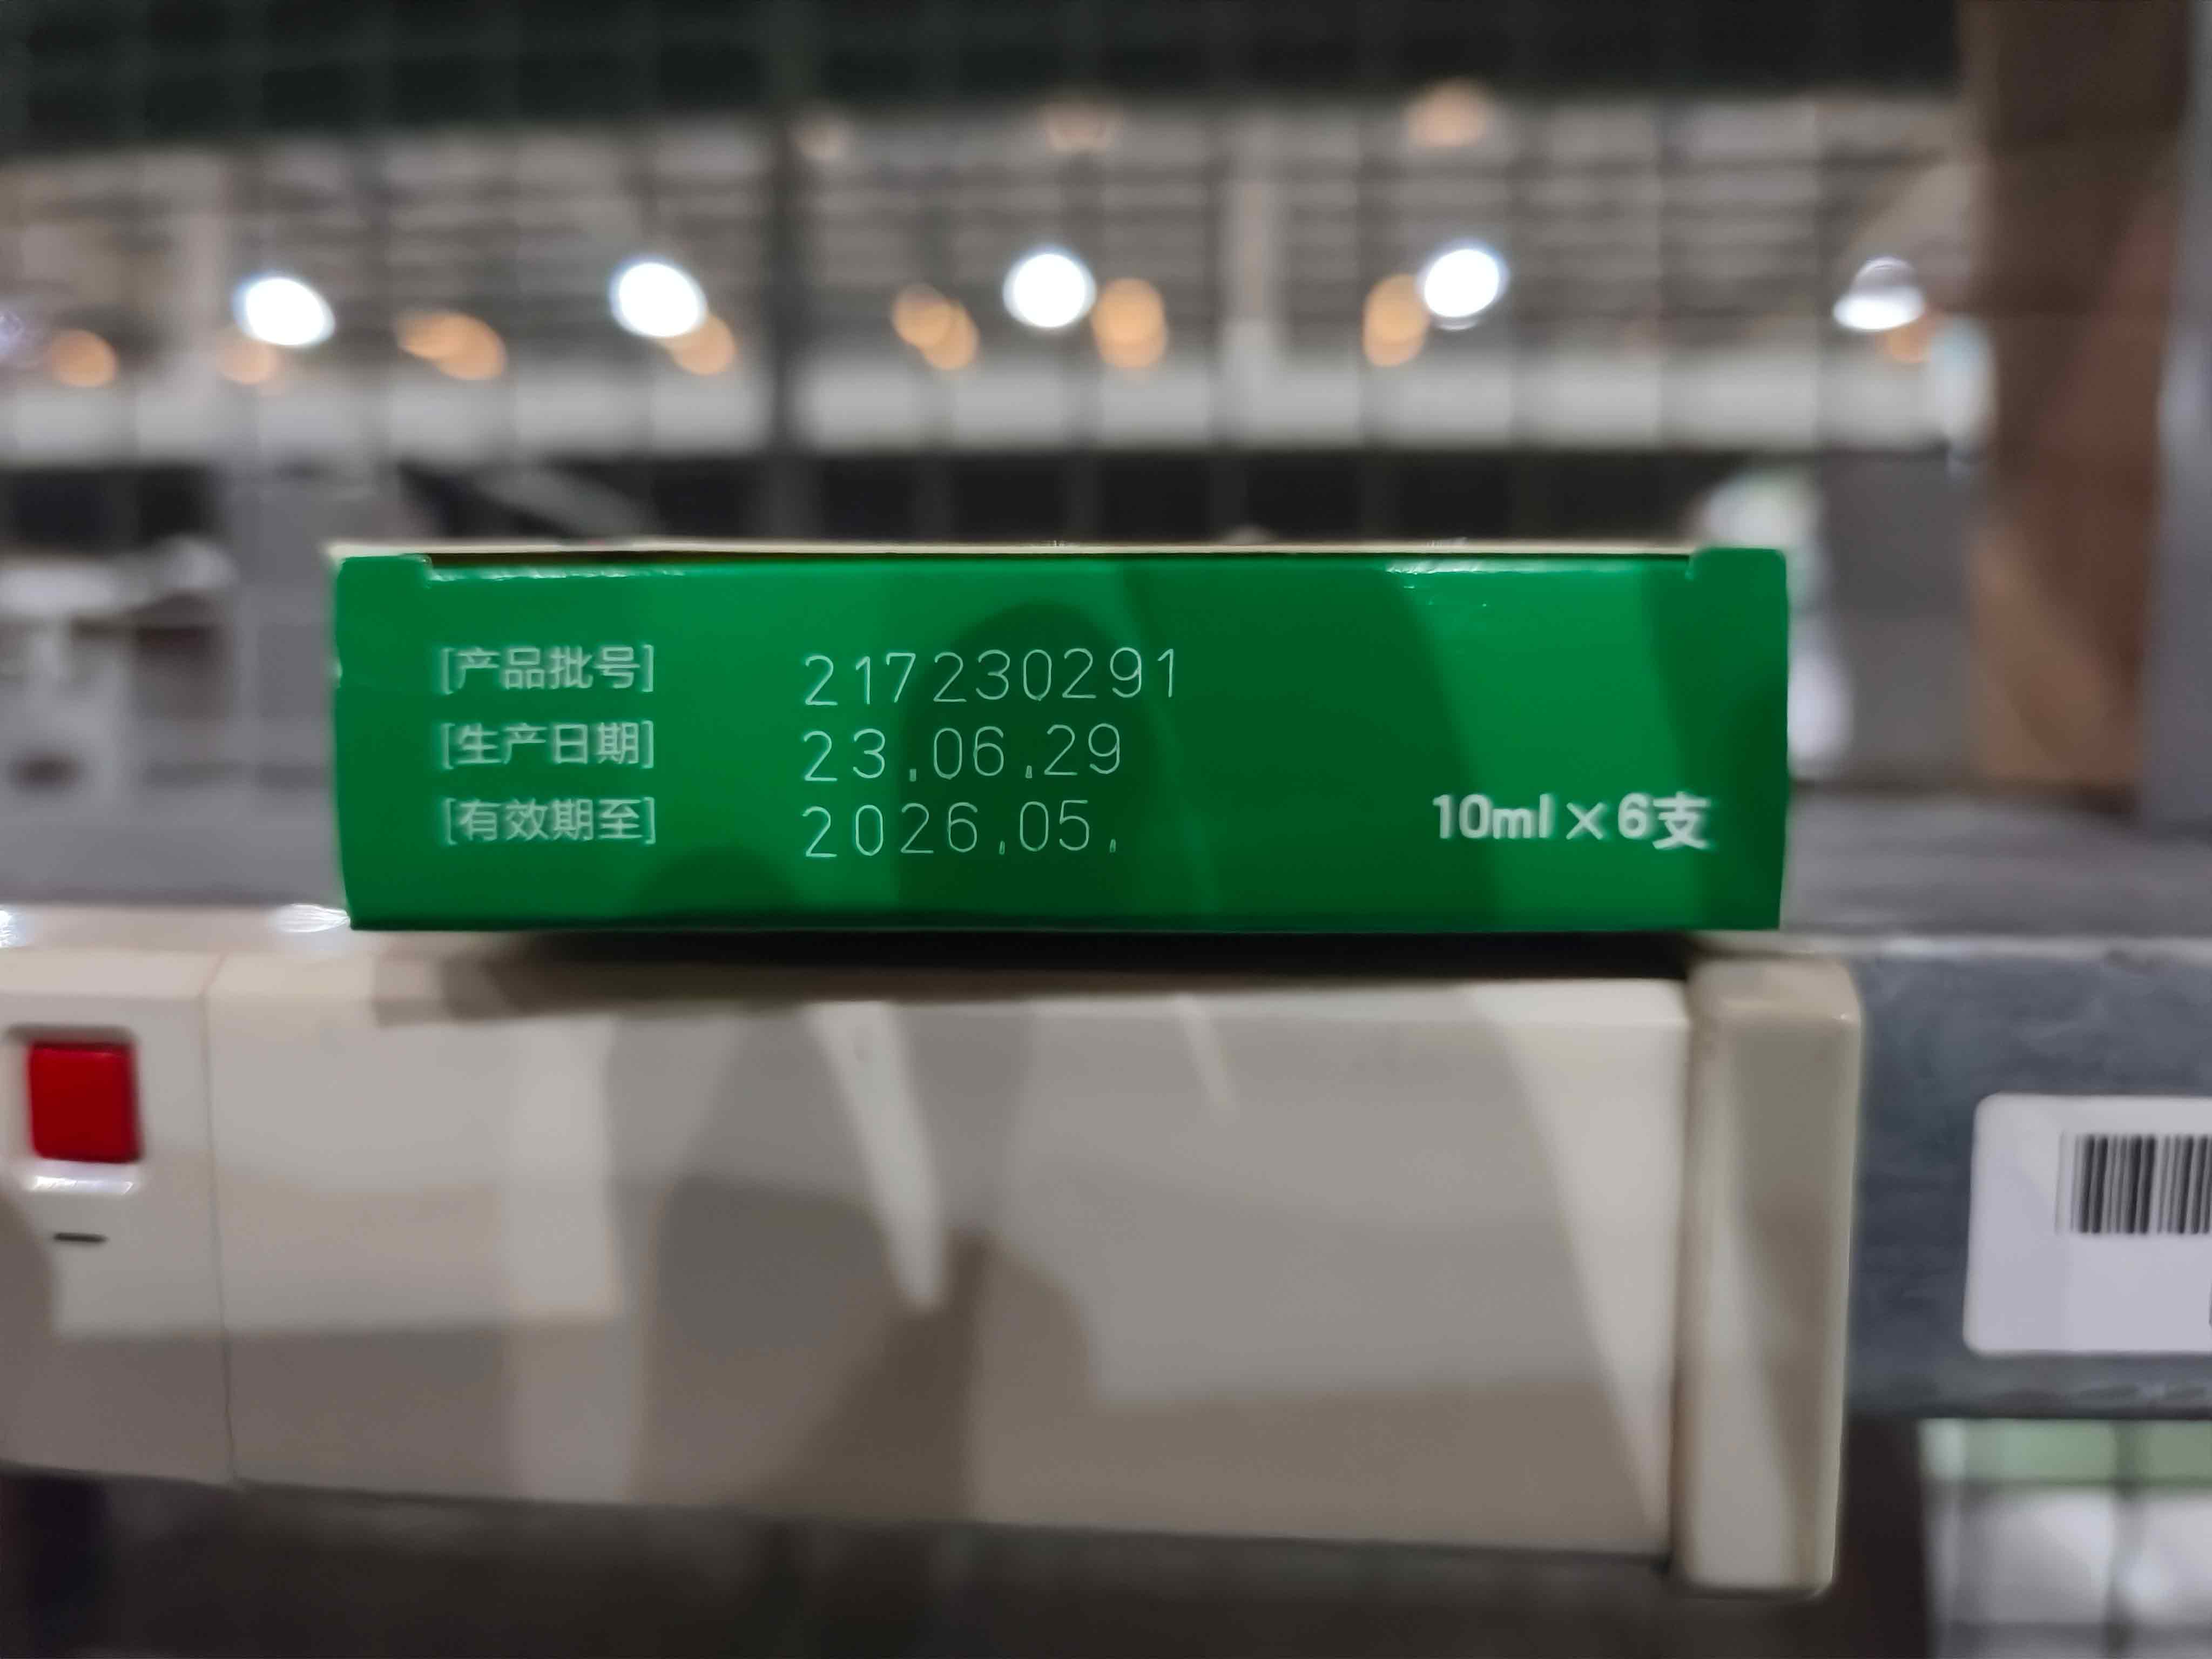 [产品批号] 217230291
[生产日期] 23.06.29
[有效期至] 2026.05.
10ml×6支